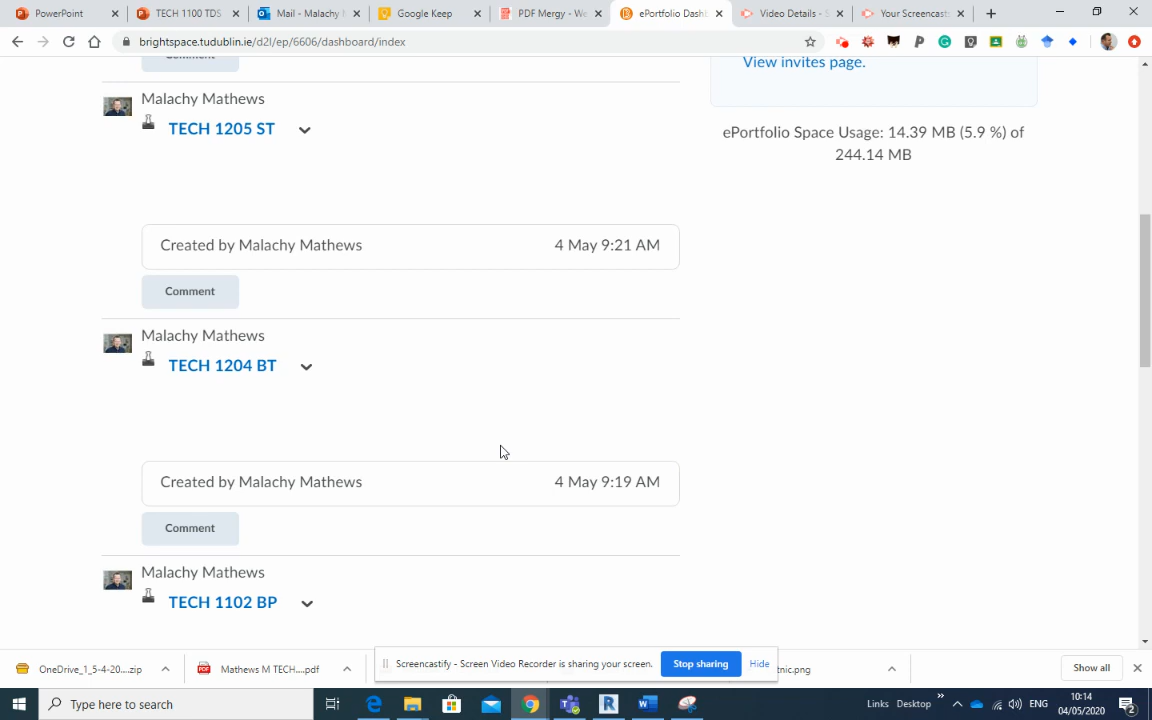 PowerPoint
TECH 1100 TDS
Mail - Malachy M
Google Keep
PDF Mergy - We
ePortfolio Dash
Video Details - S
Your Screencast
brightspace.tudublin.ie/d2l/ep/6606/dashboard/index
Comment
View invites page.
Malachy Mathews
TECH 1205 ST
ePortfolio Space Usage: 14.39 MB (5.9 %) of
244.14 MB
Created by Malachy Mathews
4 May 9:21 AM
Comment
Malachy Mathews
TECH 1204 BT
Created by Malachy Mathews
4 May 9:19 AM
Comment
Malachy Mathews
TECH 1102 BP
OneDrive_1_5-4-20....zip
Mathews M TECH....pdf
Screencastify - Screen Video Recorder is sharing your screen.
Stop sharing
Hide
tnic.png
Show all
Type here to search
Links
Desktop
ENG
10:14
04/05/2020
2